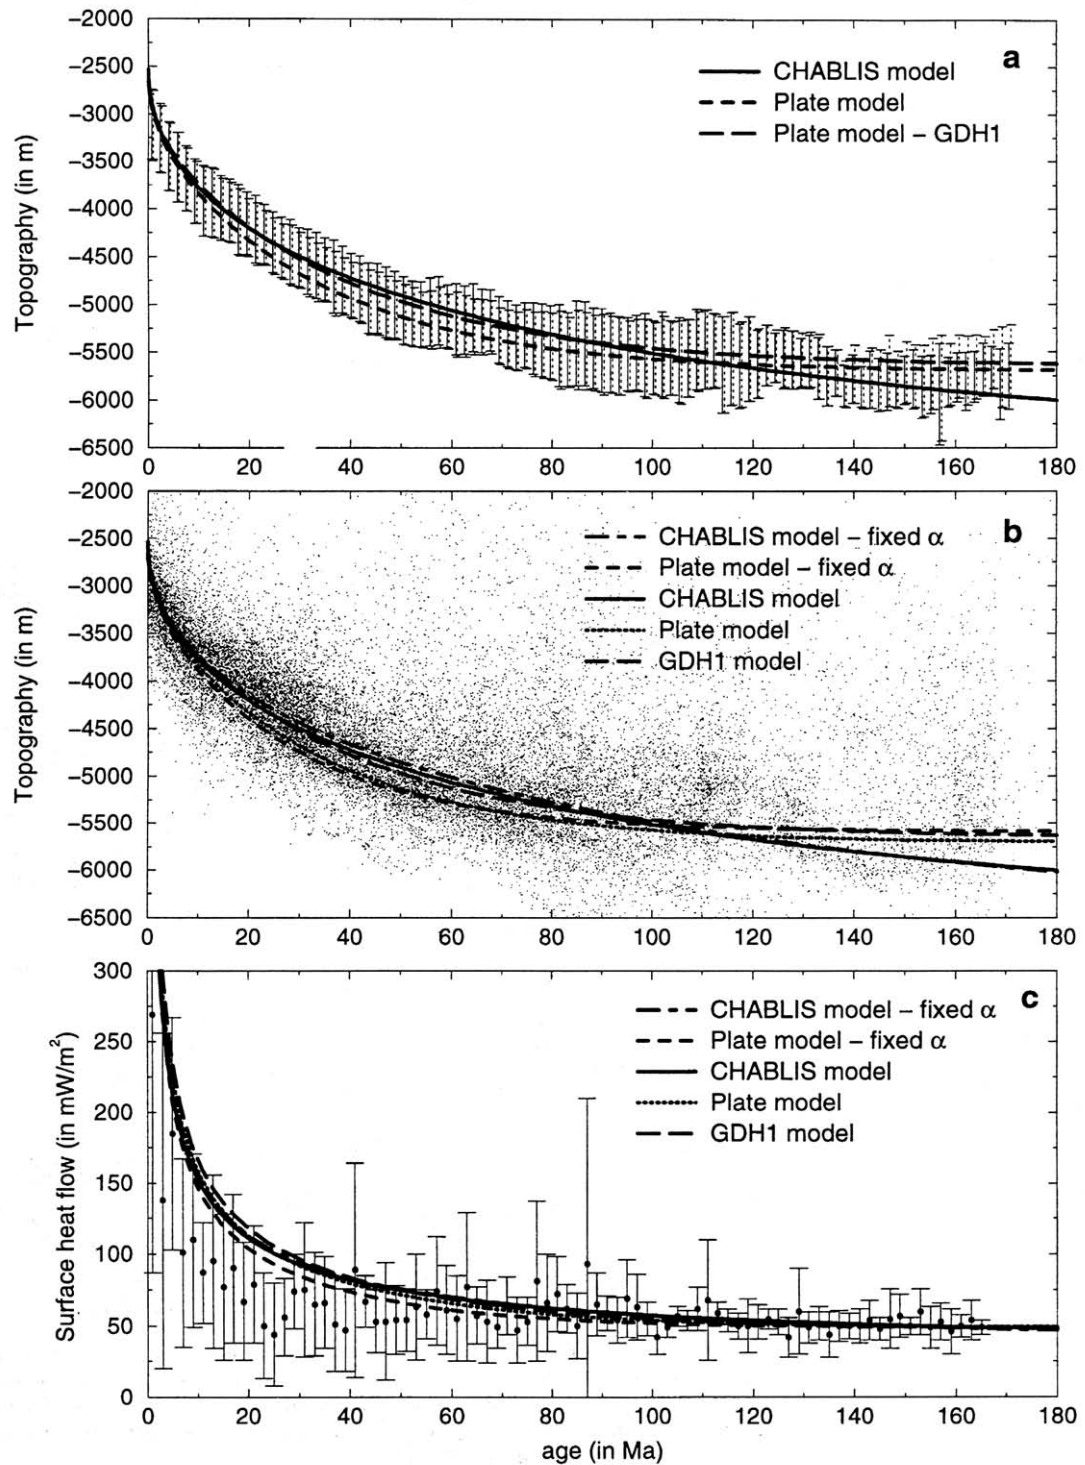 a
−2000
−2500
−3000
−3500
−4000
−4500
−5000
−5500
−6000
−6500
Topography (in m)
CHABLIS model
Plate model
Plate model − GDH1
0 20 40 60 80 100 120 140 160 180
b
−2000
−2500
−3000
−3500
−4000
−4500
−5000
−5500
−6000
−6500
Topography (in m)
CHABLIS model − fixed α
Plate model − fixed α
CHABLIS model
Plate model
GDH1 model
0 20 40 60 80 100 120 140 160 180
c
300
250
200
150
100
50
0
Surface heat flow (in mW/m²)
CHABLIS model − fixed α
Plate model − fixed α
CHABLIS model
Plate model
GDH1 model
0 20 40 60 80 100 120 140 160 180
age (in Ma)